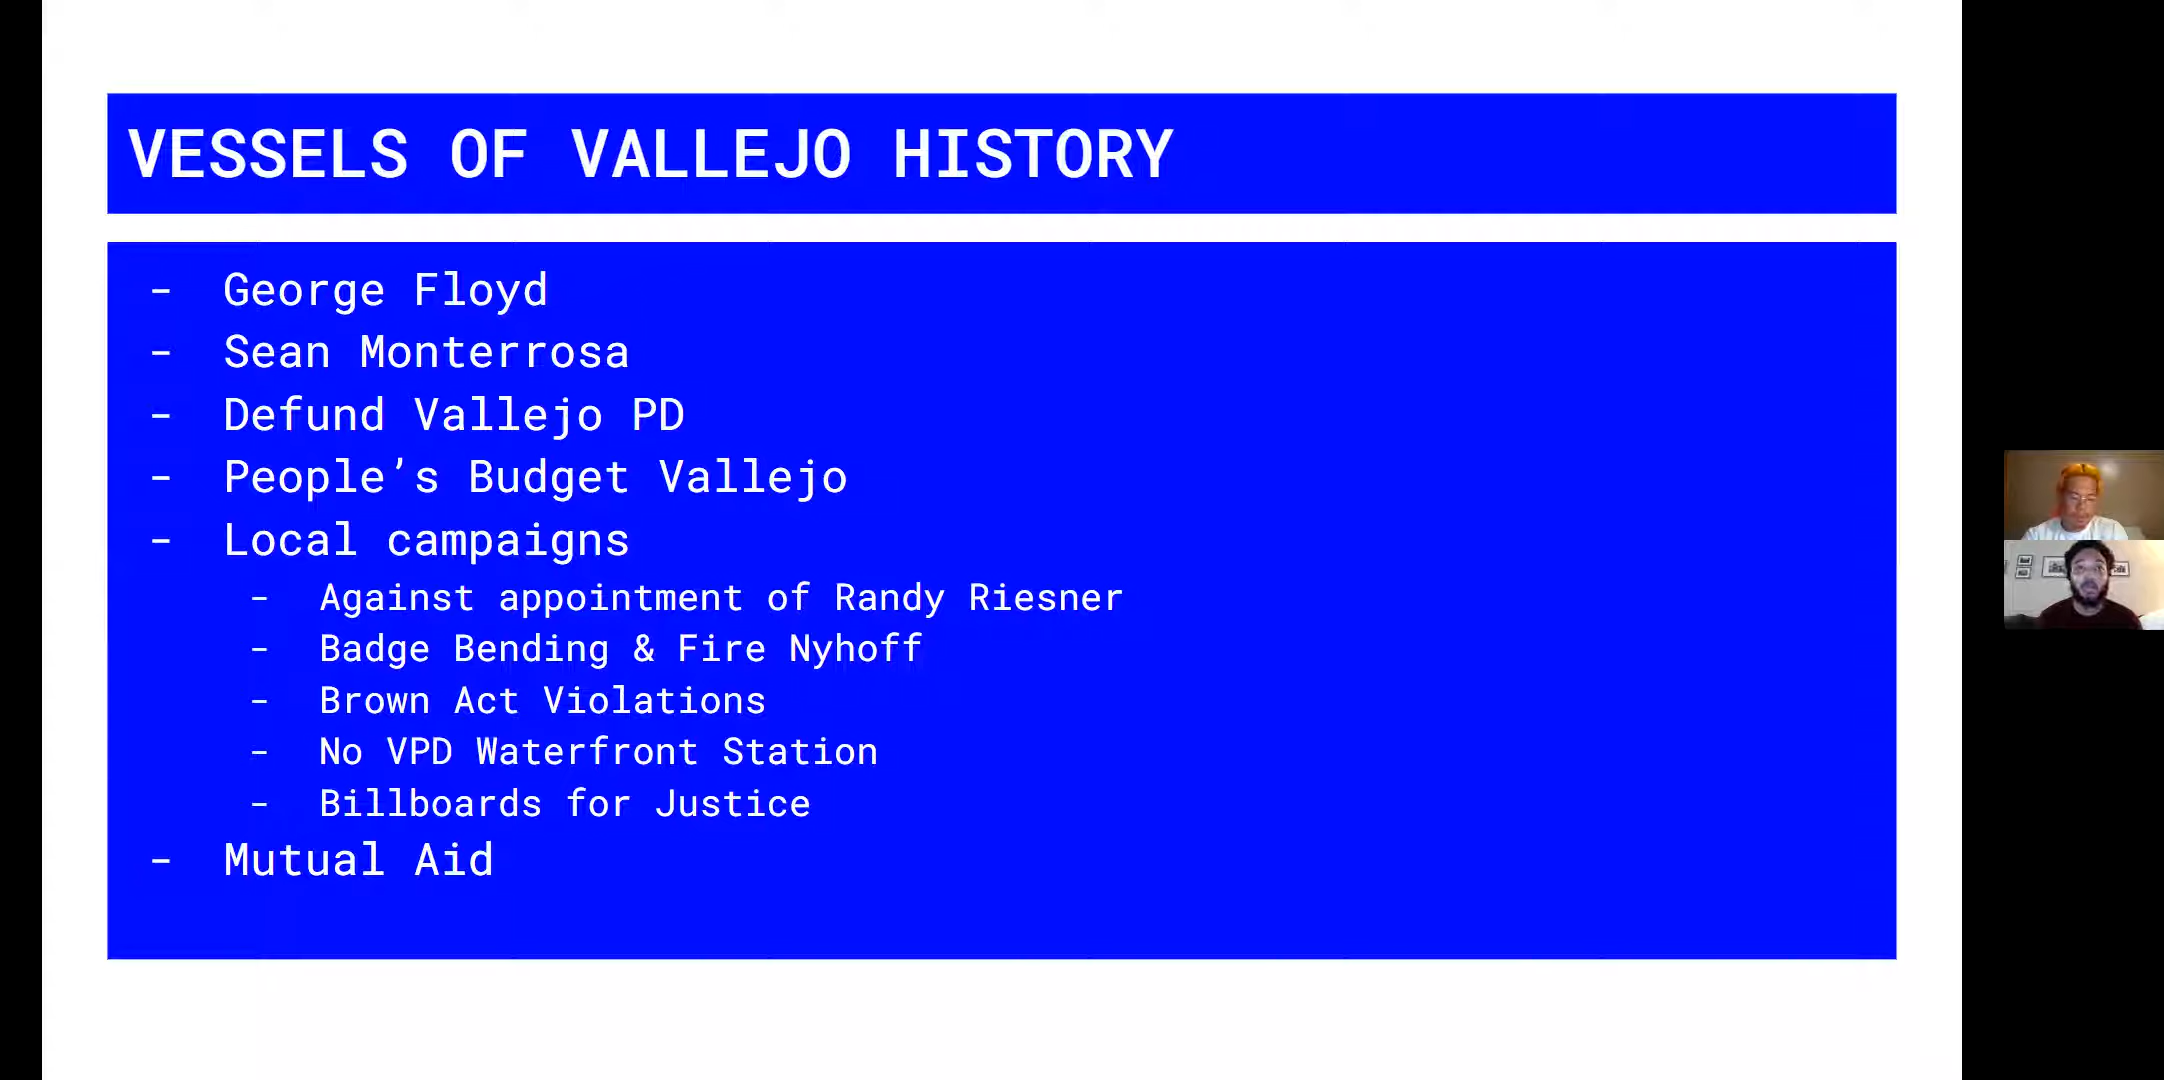 VESSELS OF VALLEJO HISTORY
- George Floyd
- Sean Monterrosa
- Defund Vallejo PD
- People’s Budget Vallejo
- Local campaigns
- Against appointment of Randy Riesner
- Badge Bending & Fire Nyhoff
- Brown Act Violations
- No VPD Waterfront Station
- Billboards for Justice
- Mutual Aid